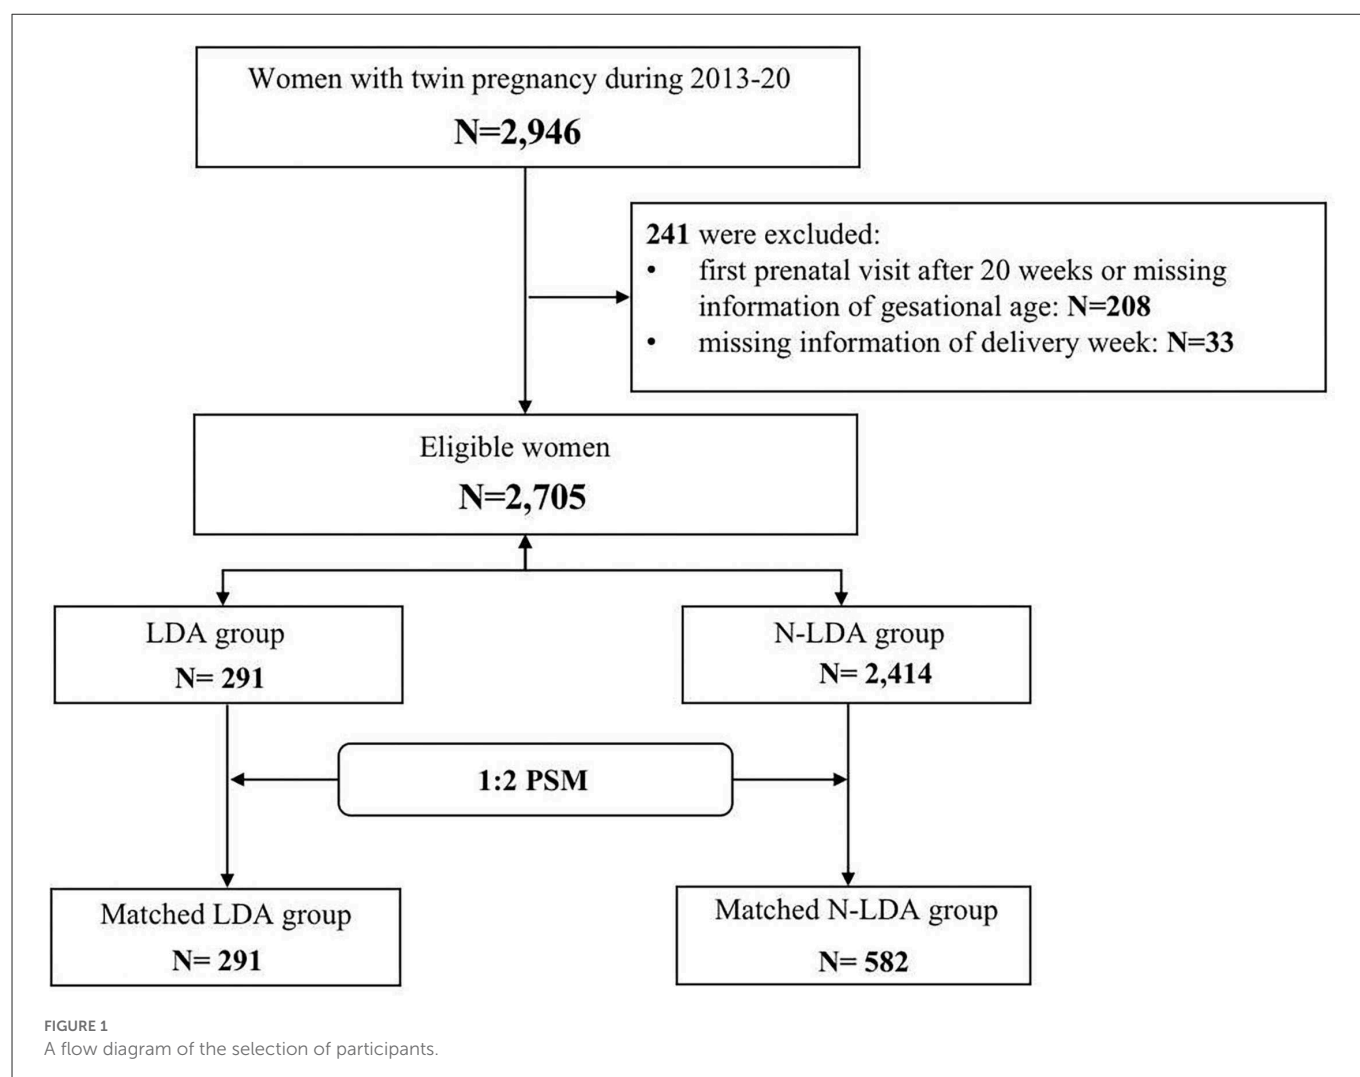 Women with twin pregnancy during 2013-20
N=2,946
241 were excluded:
• first prenatal visit after 20 weeks or missing
information of gesational age: N=208
• missing information of delivery week: N=33
Eligible women
N=2,705
LDA group
N= 291
N-LDA group
N= 2,414
1:2 PSM
Matched LDA group
N= 291
Matched N-LDA group
N= 582
FIGURE 1
A flow diagram of the selection of participants.